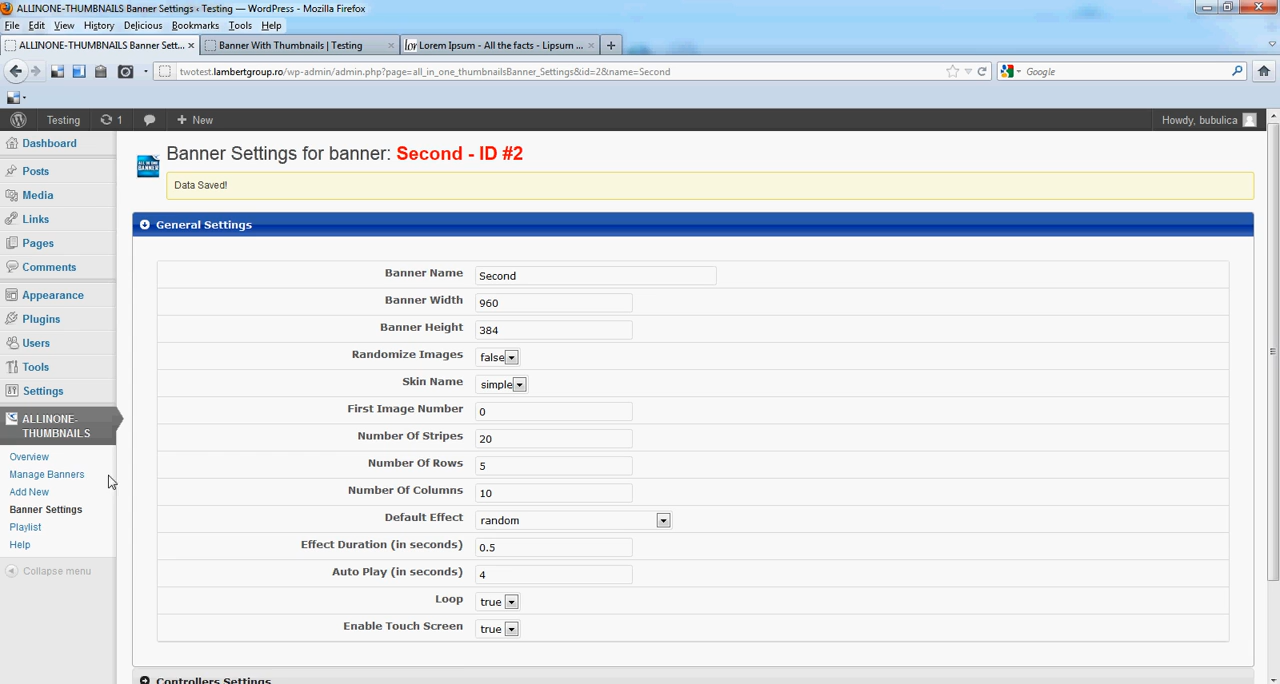 ALLINONE-THUMBNAILS Banner Settings ‹ Testing — WordPress - Mozilla Firefox
File Edit View History Delicious Bookmarks Tools Help
ALLINONE-THUMBNAILS Banner Sett... × Banner With Thumbnails | Testing × Lorem Ipsum - All the facts - Lipsum ... × +
twotest.lambertgroup.ro/wp-admin/admin.php?page=all_in_one_thumbnailsBanner_Settings&id=2&name=Second
Google
Testing 1 + New Howdy, bubulica
Dashboard
Posts
Media
Links
Pages
Comments
Appearance
Plugins
Users
Tools
Settings
ALLINONE-
THUMBNAILS
Overview
Manage Banners
Add New
Banner Settings
Playlist
Help
Collapse menu
ALL IN ONE
BANNER
Banner Settings for banner: Second - ID #2
Data Saved!
General Settings
Banner Name Second
Banner Width 960
Banner Height 384
Randomize Images false
Skin Name simple
First Image Number 0
Number Of Stripes 20
Number Of Rows 5
Number Of Columns 10
Default Effect random
Effect Duration (in seconds) 0.5
Auto Play (in seconds) 4
Loop true
Enable Touch Screen true
Controllers Settings